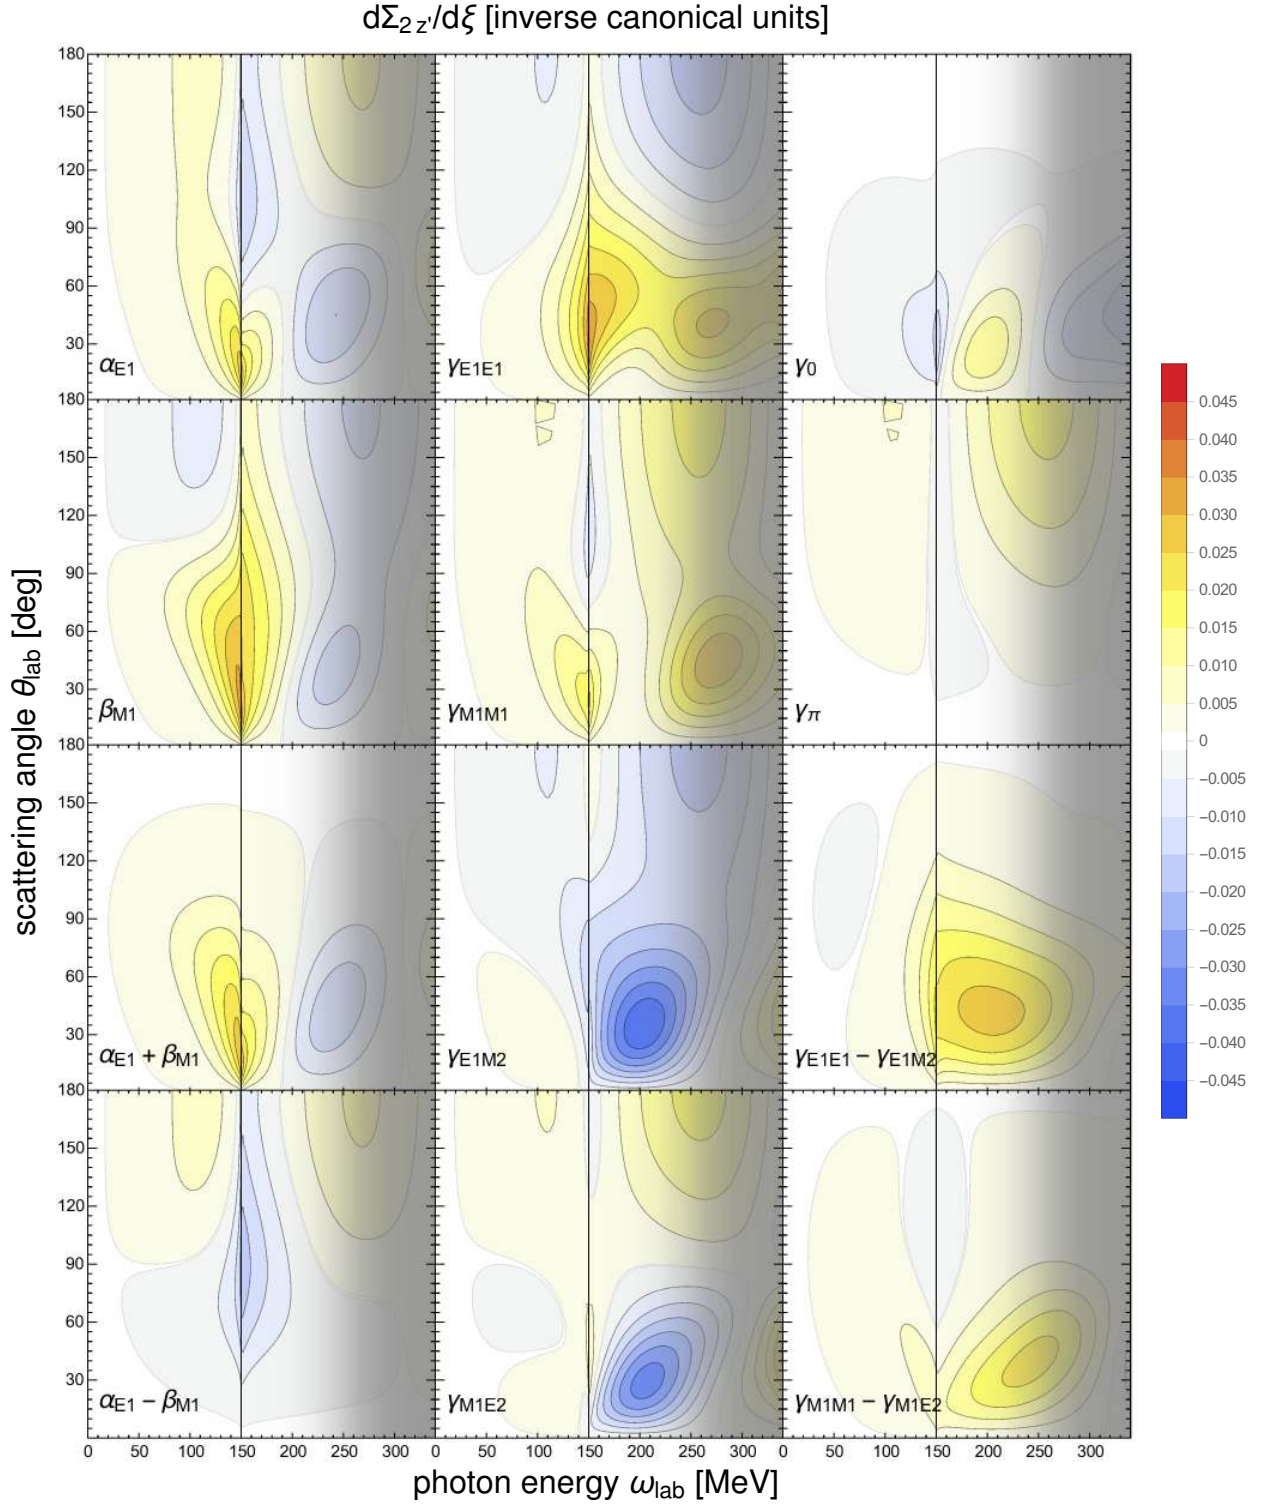 dΣ2 z'/dξ [inverse canonical units]
180
150
120
90
60
30
αE1
γE1E1
γ0
180
150
120
90
60
30
βM1
γM1M1
γπ
180
150
120
90
60
30
αE1 + βM1
γE1M2
γE1E1 − γE1M2
180
150
120
90
60
30
αE1 − βM1
γM1E2
γM1M1 − γM1E2
0 50 100 150 200 250 300 0 50 100 150 200 250 300 0 50 100 150 200 250 300
photon energy ωlab [MeV]
scattering angle θlab [deg]
0.045
0.040
0.035
0.030
0.025
0.020
0.015
0.010
0.005
0
−0.005
−0.010
−0.015
−0.020
−0.025
−0.030
−0.035
−0.040
−0.045